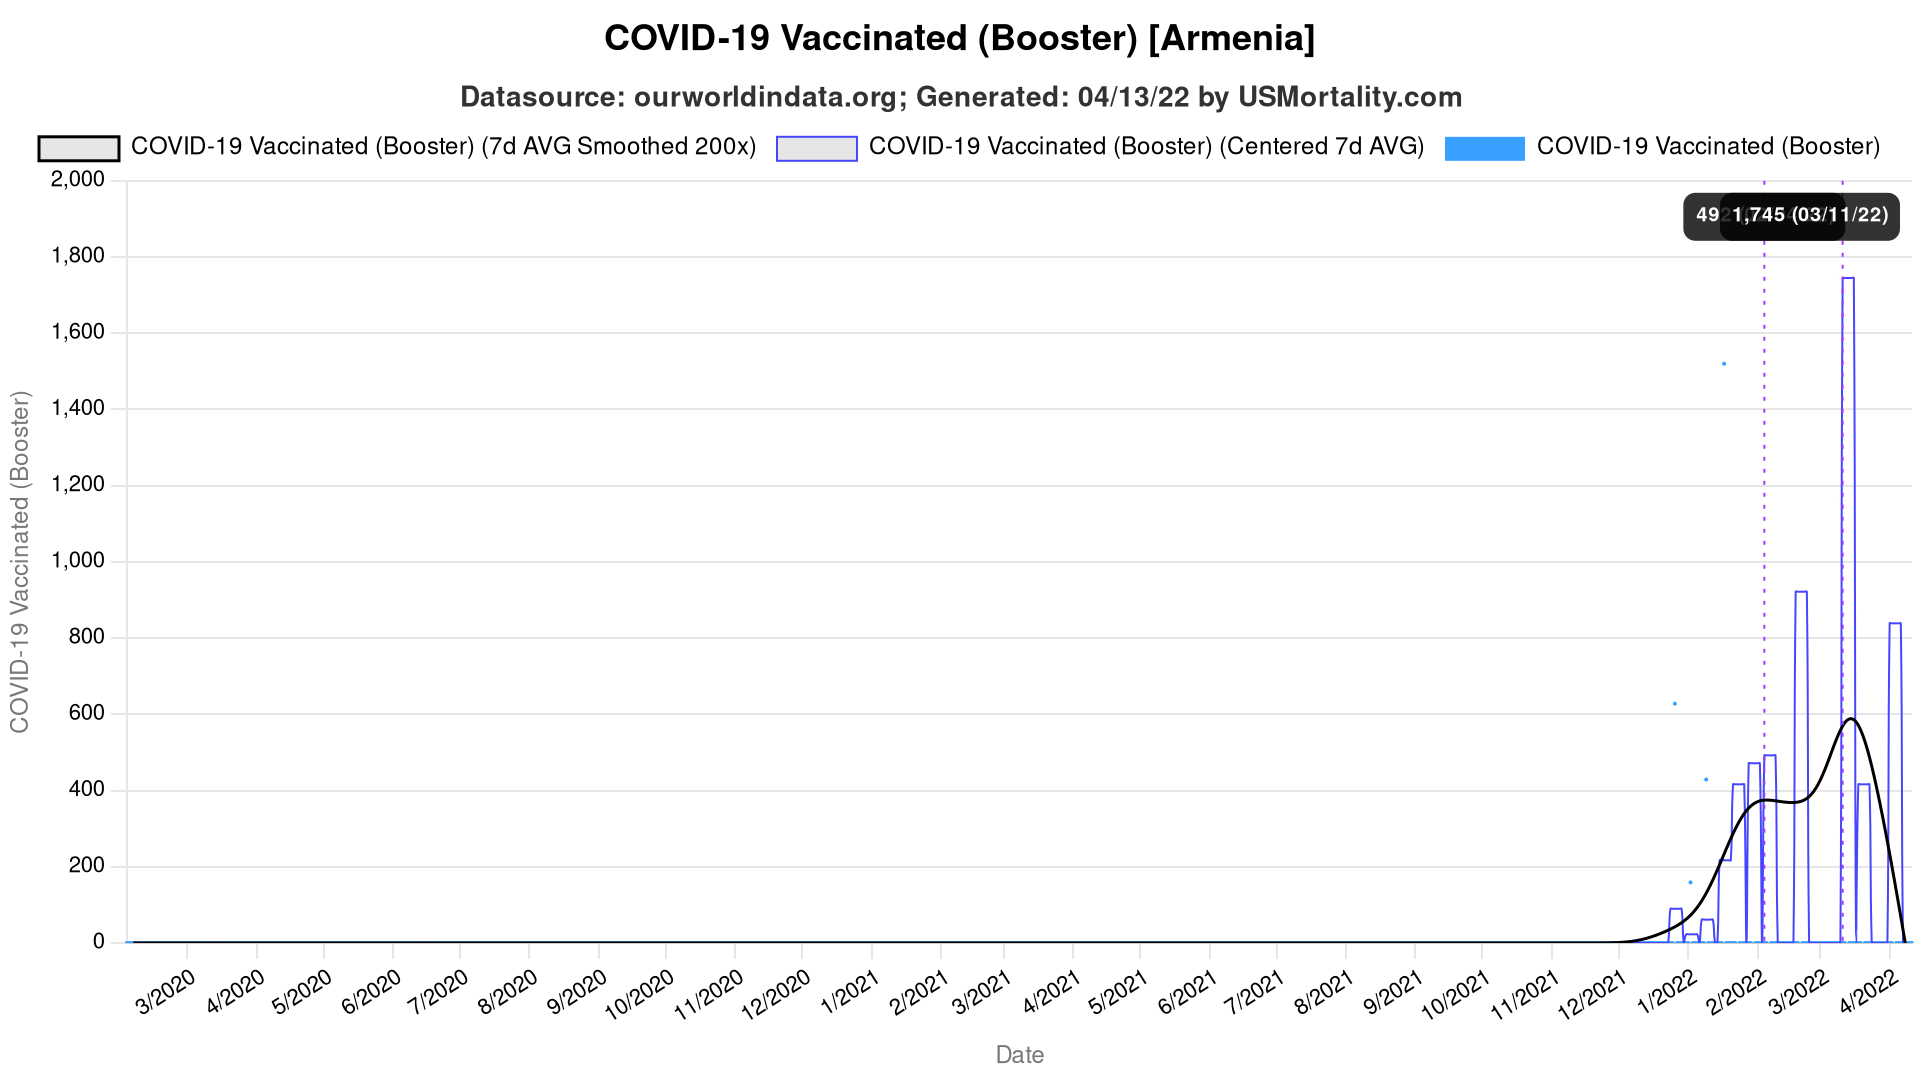 COVID-19 Vaccinated (Booster) [Armenia]
Datasource: ourworldindata.org; Generated: 04/13/22 by USMortality.com
COVID-19 Vaccinated (Booster) (7d AVG Smoothed 200x) COVID-19 Vaccinated (Booster) (Centered 7d AVG) COVID-19 Vaccinated (Booster)
2,000
1,800
1,600
1,400
1,200
1,000
800
600
400
200
0
COVID-19 Vaccinated (Booster)
1,745 (03/11/22)
3/2020 4/2020 5/2020 6/2020 7/2020 8/2020 9/2020 10/2020 11/2020 12/2020 1/2021 2/2021 3/2021 4/2021 5/2021 6/2021 7/2021 8/2021 9/2021 10/2021 11/2021 12/2021 1/2022 2/2022 3/2022 4/2022
Date